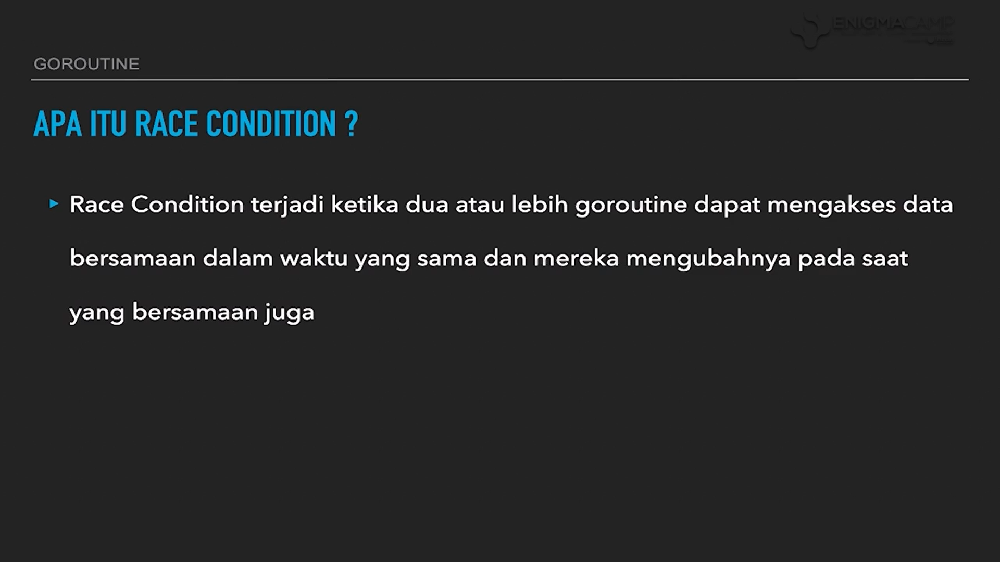 ENIGMACAMP
GOROUTINE
APA ITU RACE CONDITION ?
Race Condition terjadi ketika dua atau lebih goroutine dapat mengakses data
bersamaan dalam waktu yang sama dan mereka mengubahnya pada saat
yang bersamaan juga